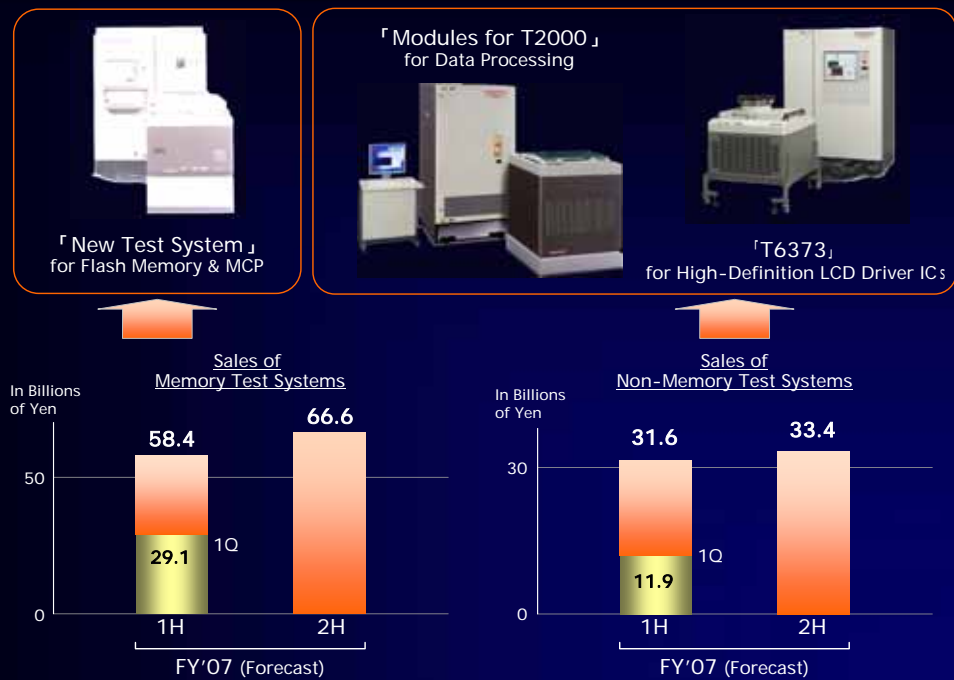 「New Test System」
for Flash Memory & MCP
「Modules for T2000」
for Data Processing
「T6373」
for High-Definition LCD Driver ICs
Sales of
Memory Test Systems
In Billions
of Yen
58.4
66.6
50
29.1
1Q
0
1H
2H
FY'07 (Forecast)
Sales of
Non-Memory Test Systems
In Billions
of Yen
31.6
33.4
30
1Q
11.9
0
1H
2H
FY'07 (Forecast)